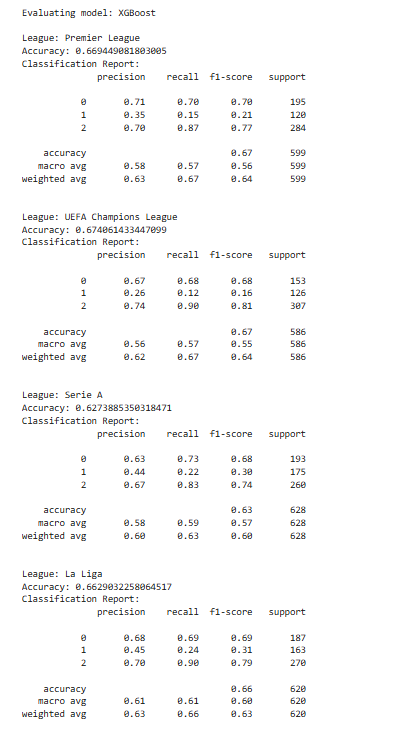 Evaluating model: XGBoost
League: Premier League
Accuracy: 0.669449081803005
Classification Report:
precision recall f1-score support
0 0.71 0.70 0.70 195
1 0.35 0.15 0.21 120
2 0.70 0.87 0.77 284
accuracy 0.67 599
macro avg 0.58 0.57 0.56 599
weighted avg 0.63 0.67 0.64 599
League: UEFA Champions League
Accuracy: 0.674061433447099
Classification Report:
precision recall f1-score support
0 0.67 0.68 0.68 153
1 0.26 0.12 0.16 126
2 0.74 0.90 0.81 307
accuracy 0.67 586
macro avg 0.56 0.57 0.55 586
weighted avg 0.62 0.67 0.64 586
League: Serie A
Accuracy: 0.6273885350318471
Classification Report:
precision recall f1-score support
0 0.63 0.73 0.68 193
1 0.44 0.22 0.30 175
2 0.67 0.83 0.74 260
accuracy 0.63 628
macro avg 0.58 0.59 0.57 628
weighted avg 0.60 0.63 0.60 628
League: La Liga
Accuracy: 0.6629032258064517
Classification Report:
precision recall f1-score support
0 0.68 0.69 0.69 187
1 0.45 0.24 0.31 163
2 0.70 0.90 0.79 270
accuracy 0.66 620
macro avg 0.61 0.61 0.60 620
weighted avg 0.63 0.66 0.63 620